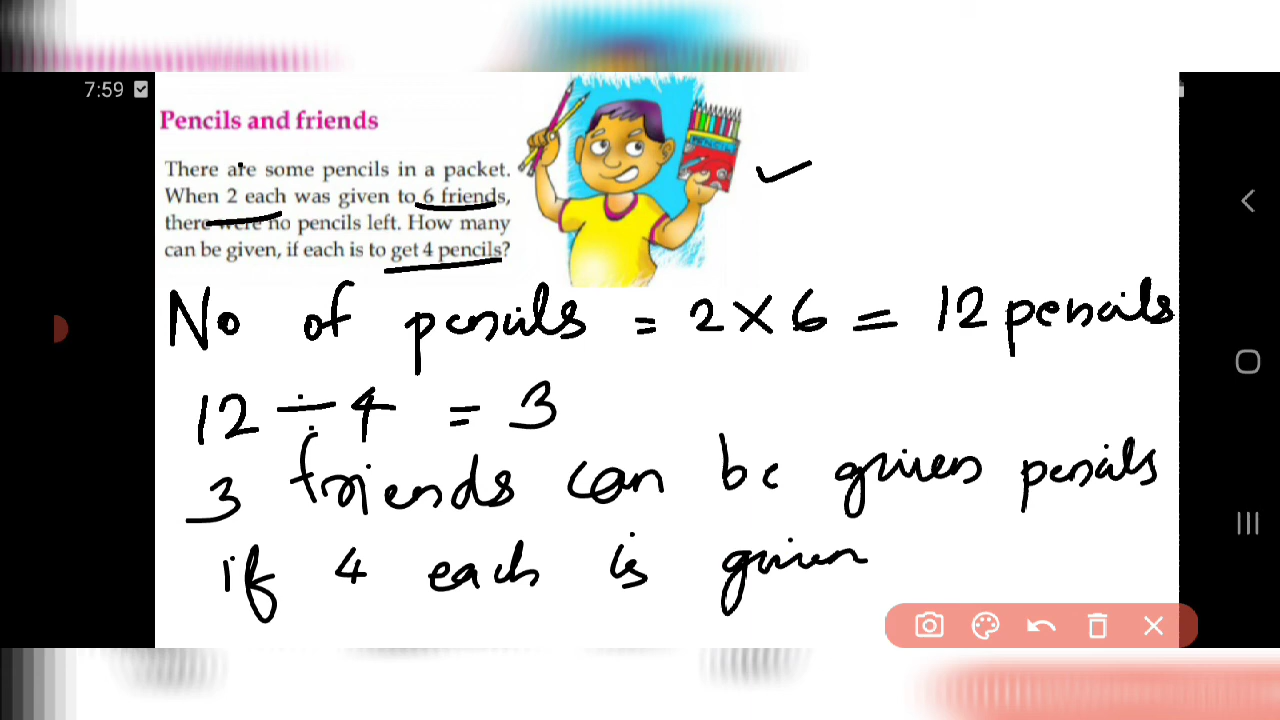 7:59
Pencils and friends
There are some pencils in a packet.
When 2 each was given to 6 friends,
there were no pencils left. How many
can be given, if each is to get 4 pencils?
No of pencils = 2 × 6 = 12 pencils
12 ÷ 4 = 3
3 friends can be given pencils
if 4 each is given